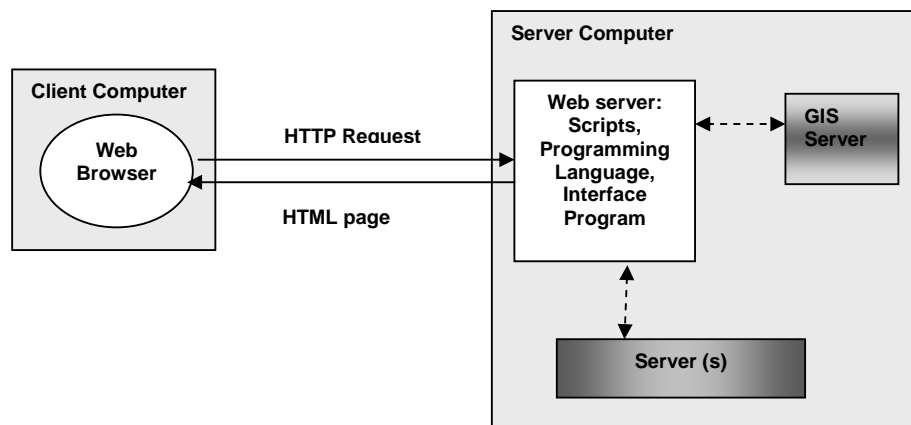 Server Computer
Client Computer
Web
Browser
HTTP Request
HTML page
Web server:
Scripts,
Programming
Language,
Interface
Program
GIS
Server
Server (s)